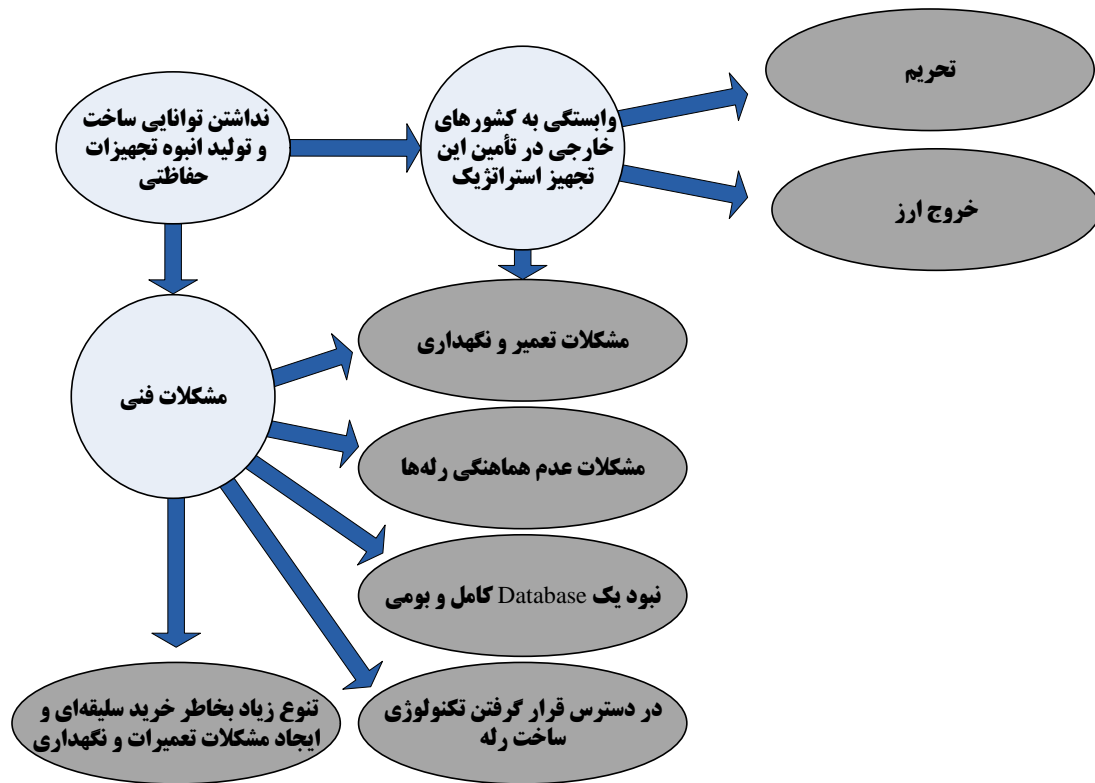 نداشتن توانایی ساخت
و تولید انبوه تجهیزات
حفاظتی
وابستگی به کشورهای
خارجی در تأمین این
تجهیز استراتژیک
تحریم
خروج ارز
مشکلات فنی
مشکلات تعمیر و نگهداری
مشکلات عدم هماهنگی رله‌ها
نبود یک Database کامل و بومی
در دسترس قرار گرفتن تکنولوژی
ساخت رله
تنوع زیاد بخاطر خرید سلیقه‌ای و
ایجاد مشکلات تعمیرات و نگهداری